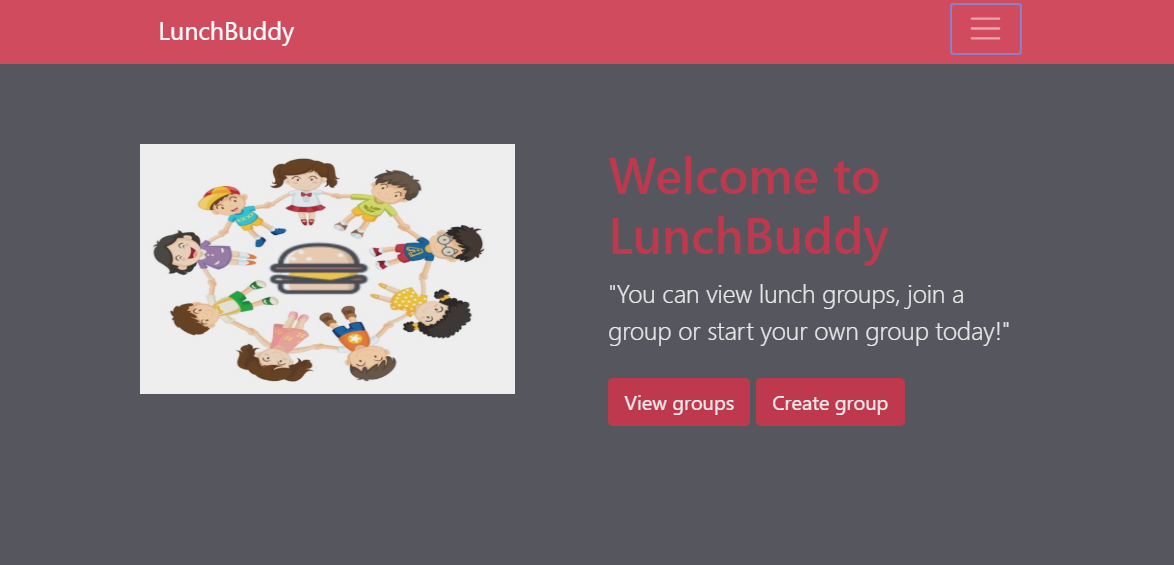 LunchBuddy
Welcome to
LunchBuddy
"You can view lunch groups, join a
group or start your own group today!"
View groups
Create group